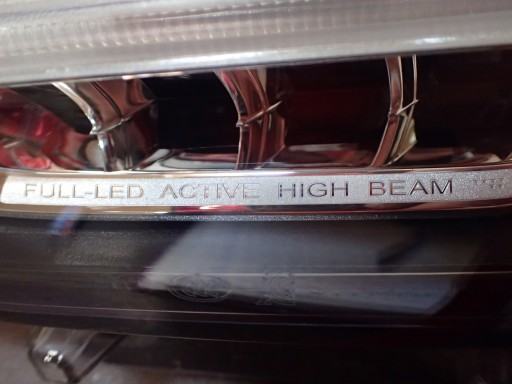 FULL-LED ACTIVE HIGH BEAM